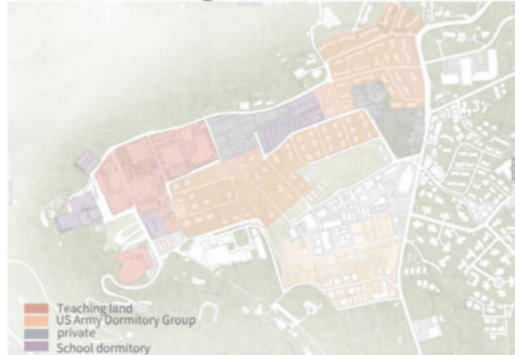 Teaching land
US Army Dormitory Group
private
School dormitory